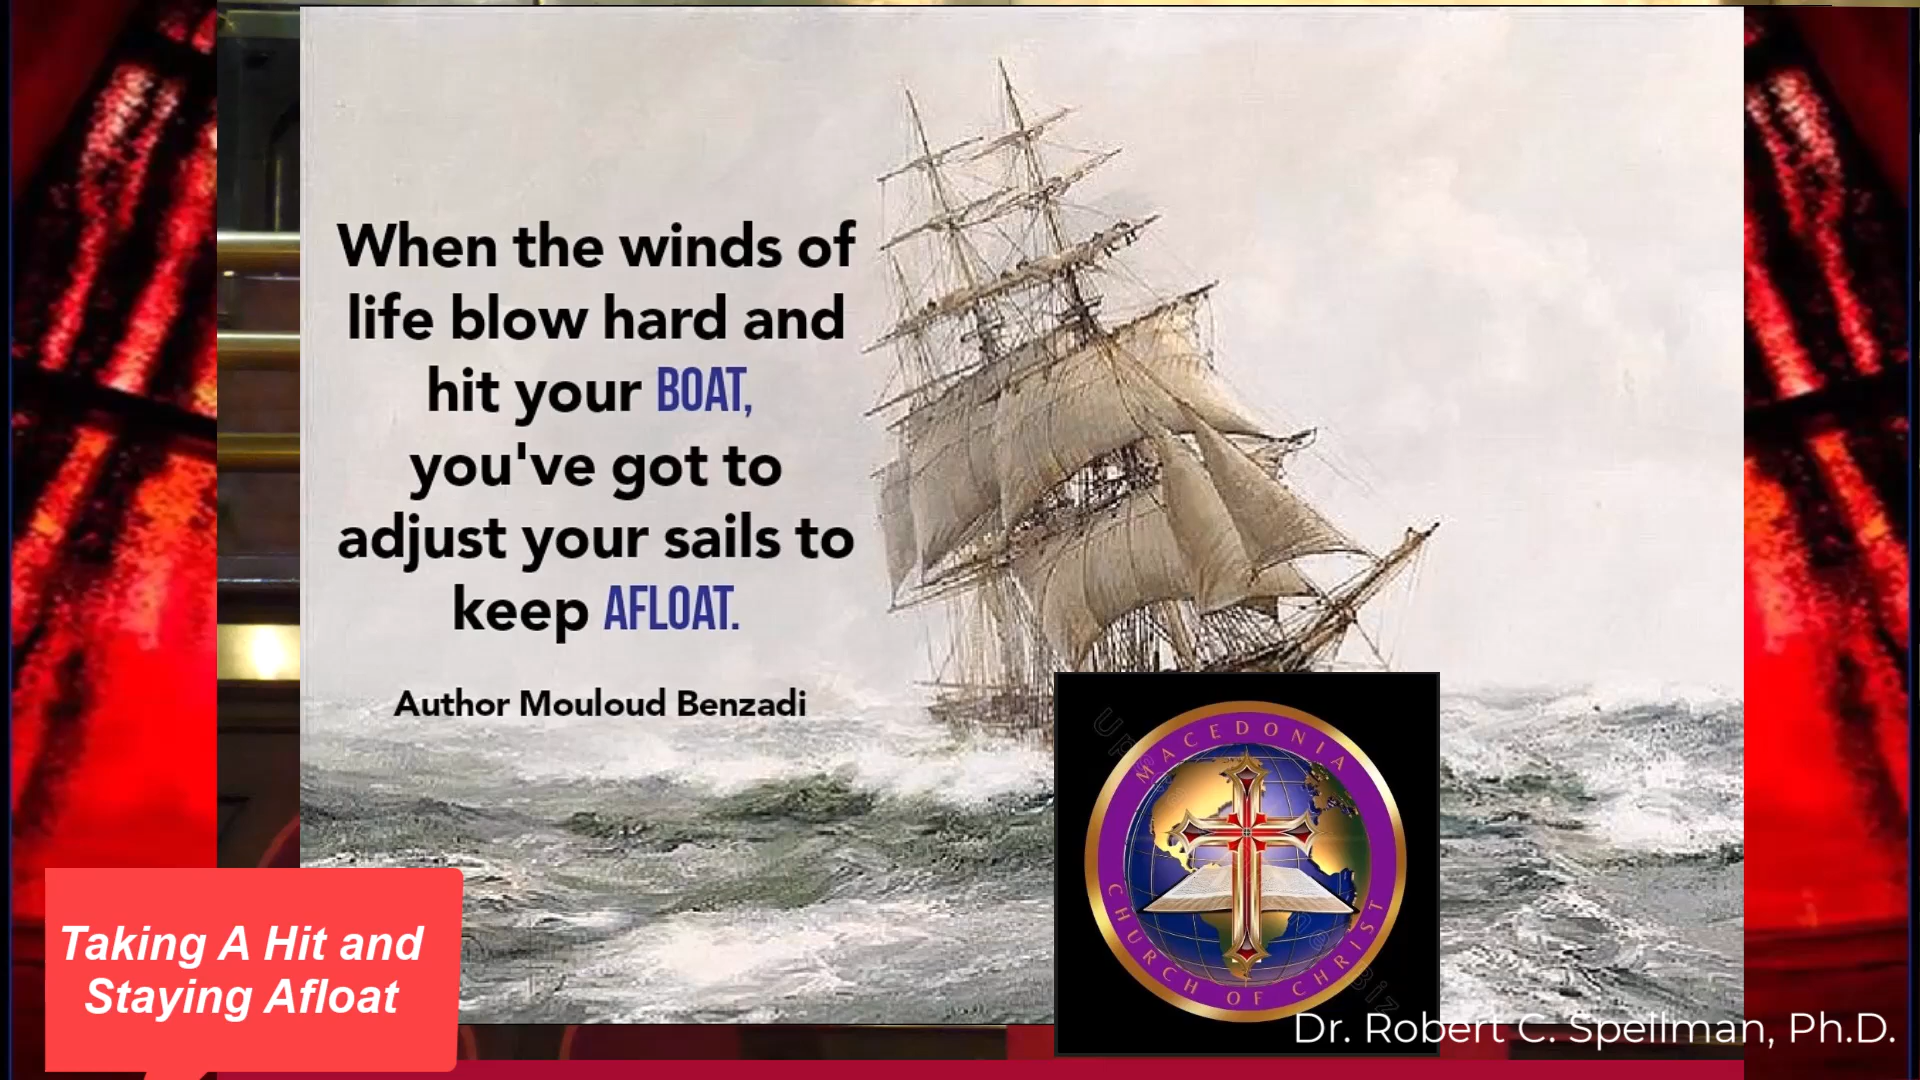 When the winds of
life blow hard and
hit your BOAT,
you've got to
adjust your sails to
keep AFLOAT.
Author Mouloud Benzadi
MACEDONIA
CHURCH OF CHRIST
Taking A Hit and
Staying Afloat
Dr. Robert C. Spellman, Ph.D.